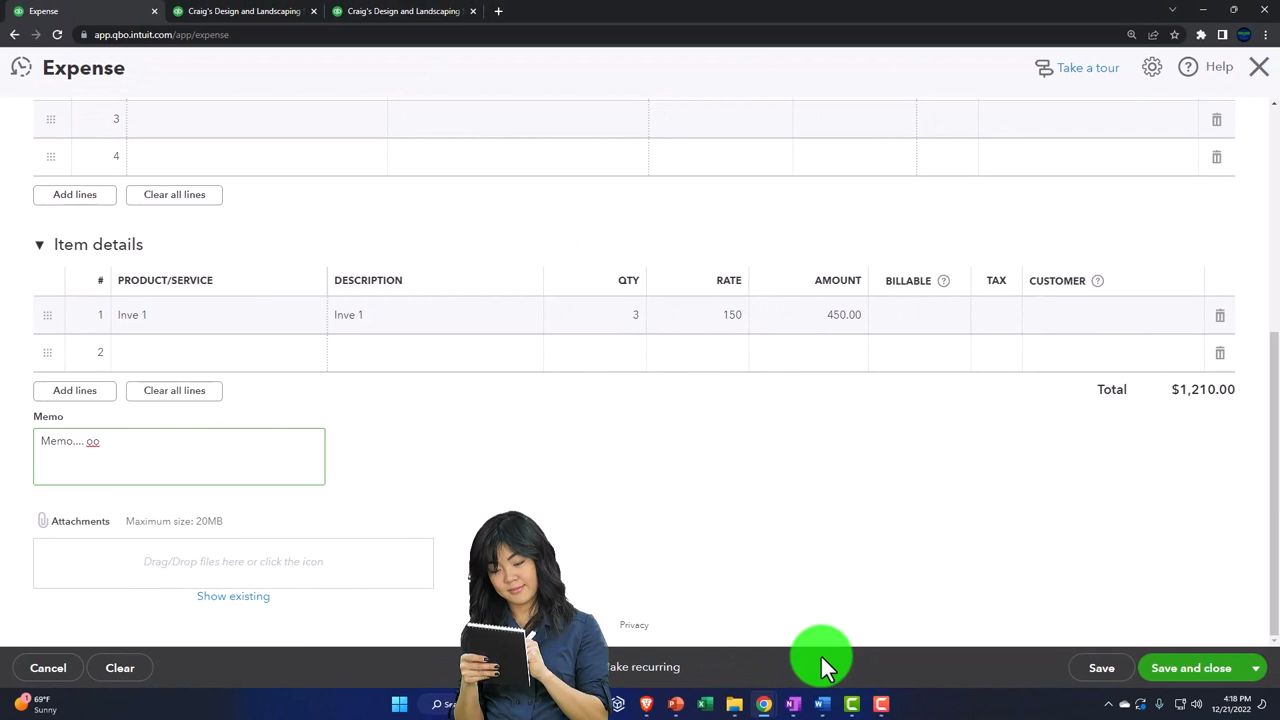 Expense
Craig's Design and Landscaping
Craig's Design and Landscaping
app.qbo.intuit.com/app/expense
Expense
Take a tour
Help
3
4
Add lines
Clear all lines
Item details
# PRODUCT/SERVICE DESCRIPTION QTY RATE AMOUNT BILLABLE TAX CUSTOMER
1 Inve 1 Inve 1 3 150 450.00
2
Add lines
Clear all lines
Total $1,210.00
Memo
Memo.... oo
Attachments Maximum size: 20MB
Drag/Drop files here or click the icon
Show existing
Privacy
Cancel
Clear
recurring
Save
Save and close
69°F
Sunny
4:18 PM
12/21/2022